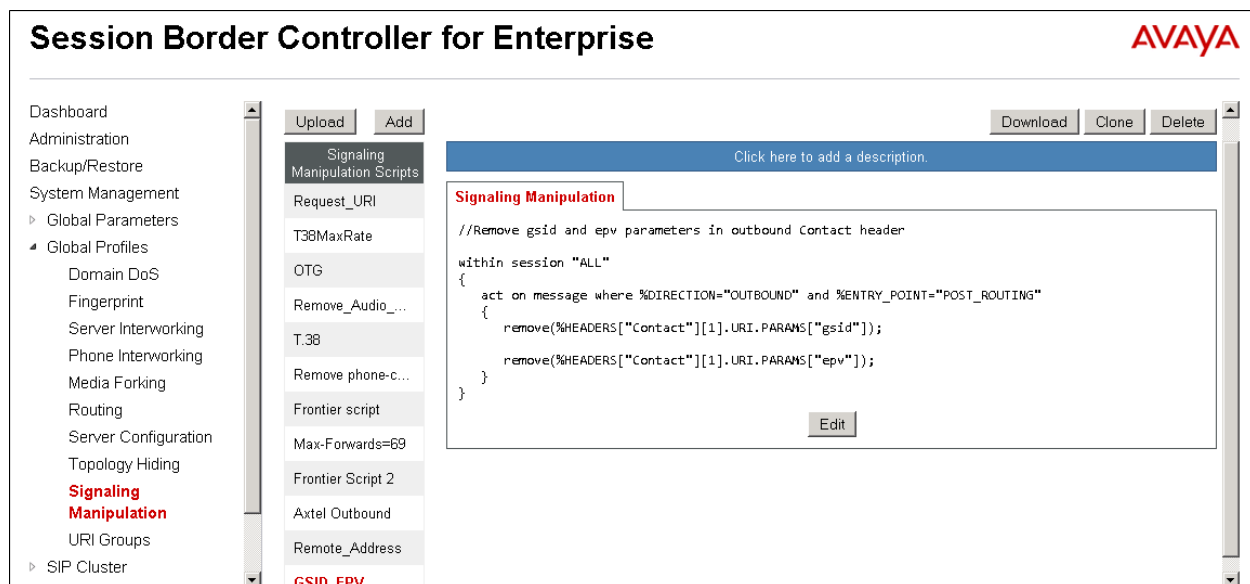 Session Border Controller for Enterprise
AVAYA
Dashboard
Administration
Backup/Restore
System Management
Global Parameters
Global Profiles
Domain DoS
Fingerprint
Server Interworking
Phone Interworking
Media Forking
Routing
Server Configuration
Topology Hiding
Signaling
Manipulation
URI Groups
SIP Cluster
Upload Add
Signaling
Manipulation Scripts
Request_URI
T38MaxRate
OTG
Remove_Audio_...
T.38
Remove phone-c...
Frontier script
Max-Forwards=69
Frontier Script 2
Axtel Outbound
Remote_Address
GSID_EPV
Download Clone Delete
Click here to add a description.
Signaling Manipulation
//Remove gsid and epv parameters in outbound Contact header
within session "ALL"
{
act on message where %DIRECTION="OUTBOUND" and %ENTRY_POINT="POST_ROUTING"
{
remove(%HEADERS["Contact"][1].URI.PARAMS["gsid"]);
remove(%HEADERS["Contact"][1].URI.PARAMS["epv"]);
}
}
Edit